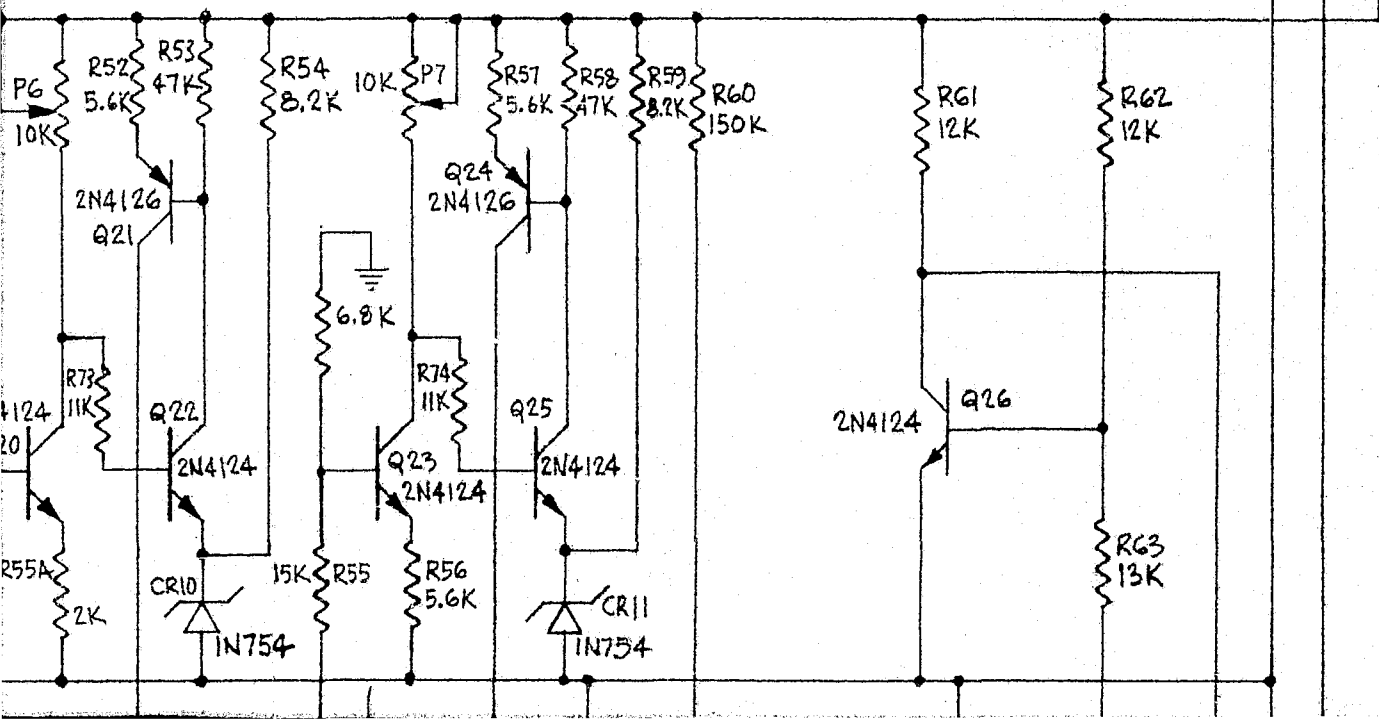 P6
10K
R52
5.6K
R53
47K
R54
8.2K
10K
P7
R57
5.6K
R58
47K
R59
8.2K
R60
150K
R61
12K
R62
12K
2N4126
Q21
Q24
2N4126
6.8K
R73
11K
R74
11K
4124
20
Q22
2N4124
Q23
2N4124
Q25
2N4124
2N4124
Q26
R55A
2K
CR10
1N754
15K
R55
R56
5.6K
CR11
1N754
R63
13K